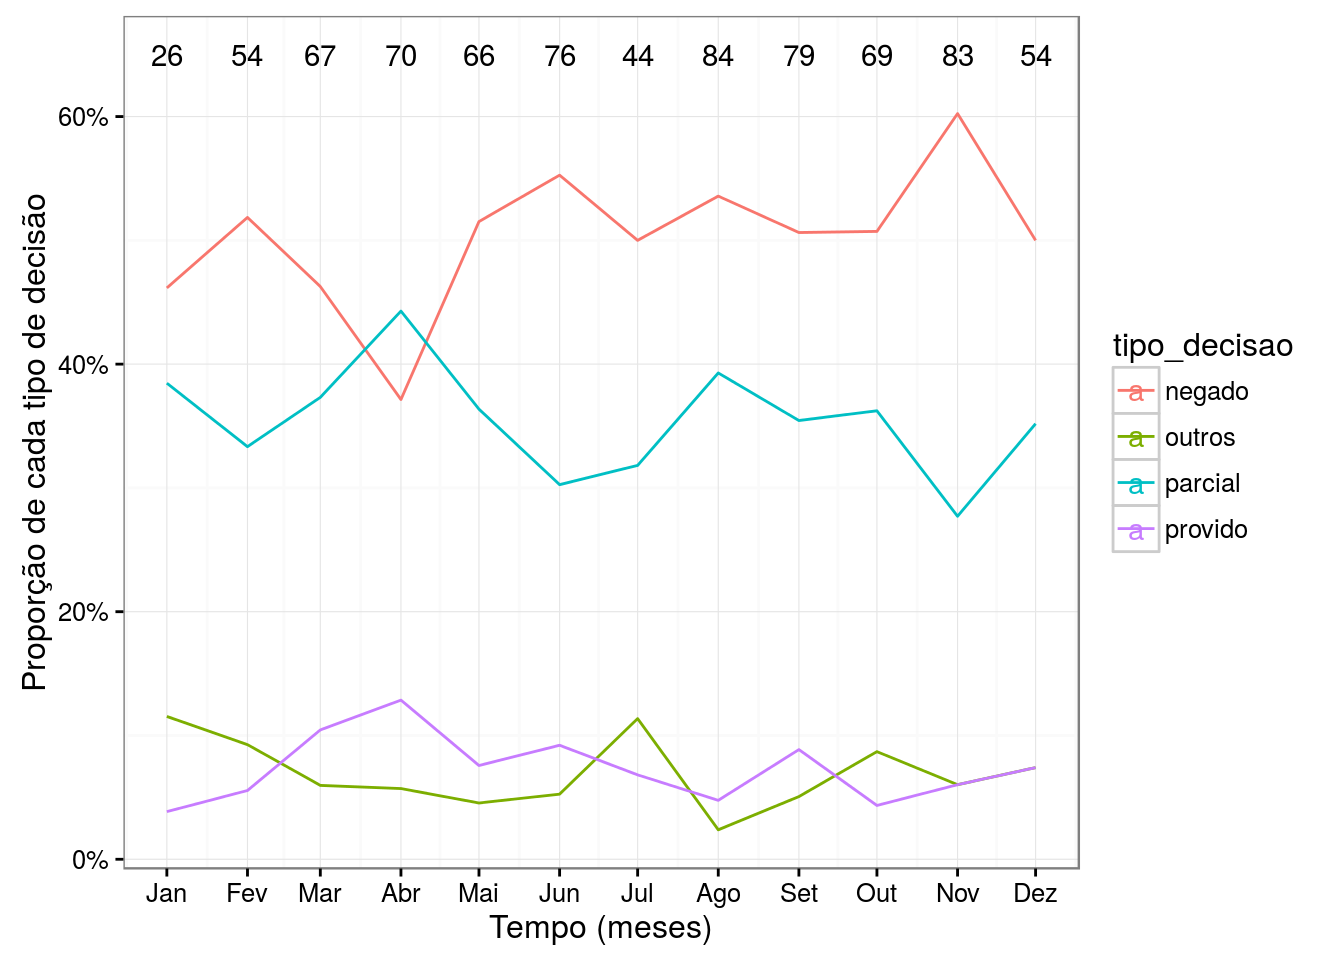 26 54 67 70 66 76 44 84 79 69 83 54
60%
40%
20%
0%
Proporção de cada tipo de decisão
Jan Fev Mar Abr Mai Jun Jul Ago Set Out Nov Dez
Tempo (meses)
tipo_decisao
a negado
a outros
a parcial
a provido